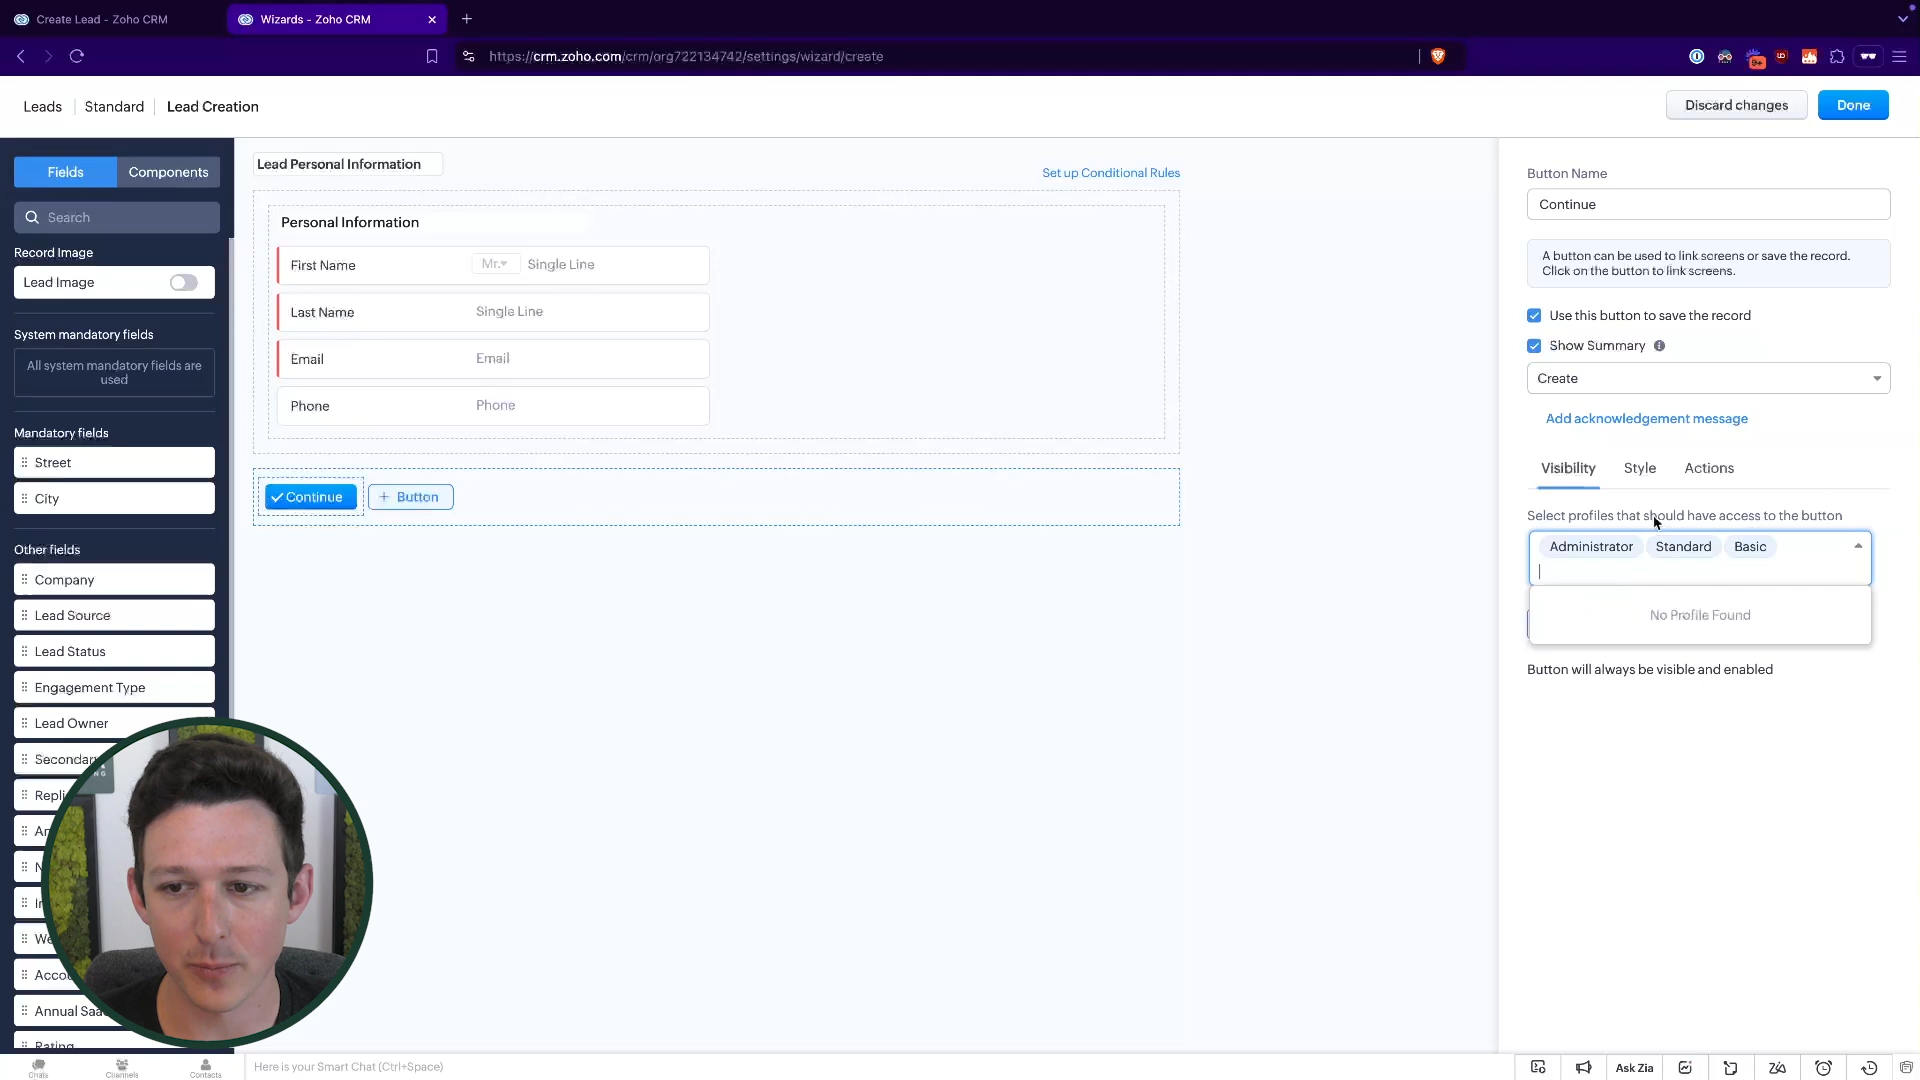 Create Lead - Zoho CRM
Wizards - Zoho CRM
https://crm.zoho.com/crm/org722134742/settings/wizard/create
9+
Leads
Standard
Lead Creation
Discard changes
Done
Fields
Components
Search
Record Image
Lead Image
System mandatory fields
All system mandatory fields are
used
Mandatory fields
Street
City
Other fields
Company
Lead Source
Lead Status
Engagement Type
Lead Owner
Secondary
Repli
Accou
Annual Saa
Rating
Lead Personal Information
Set up Conditional Rules
Personal Information
First Name
Mr.
Single Line
Last Name
Single Line
Email
Email
Phone
Phone
Continue
+ Button
Button Name
Continue
A button can be used to link screens or save the record.
Click on the button to link screens.
Use this button to save the record
Show Summary
Create
Add acknowledgement message
Visibility
Style
Actions
Select profiles that should have access to the button
Administrator
Standard
Basic
No Profile Found
Button will always be visible and enabled
Chats
Channels
Contacts
Here is your Smart Chat (Ctrl+Space)
Ask Zia